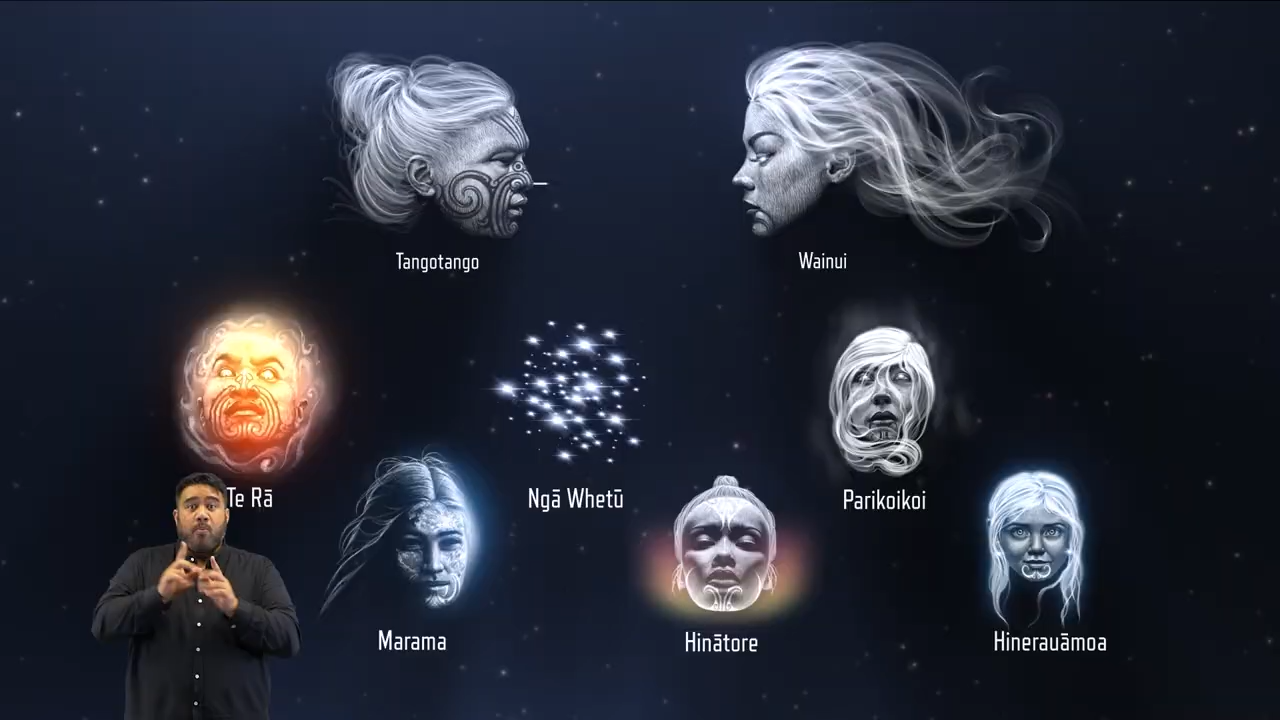 Tangotango
Wainui
Te Rā
Ngā Whetū
Parikoikoi
Marama
Hinātore
Hinerauāmoa